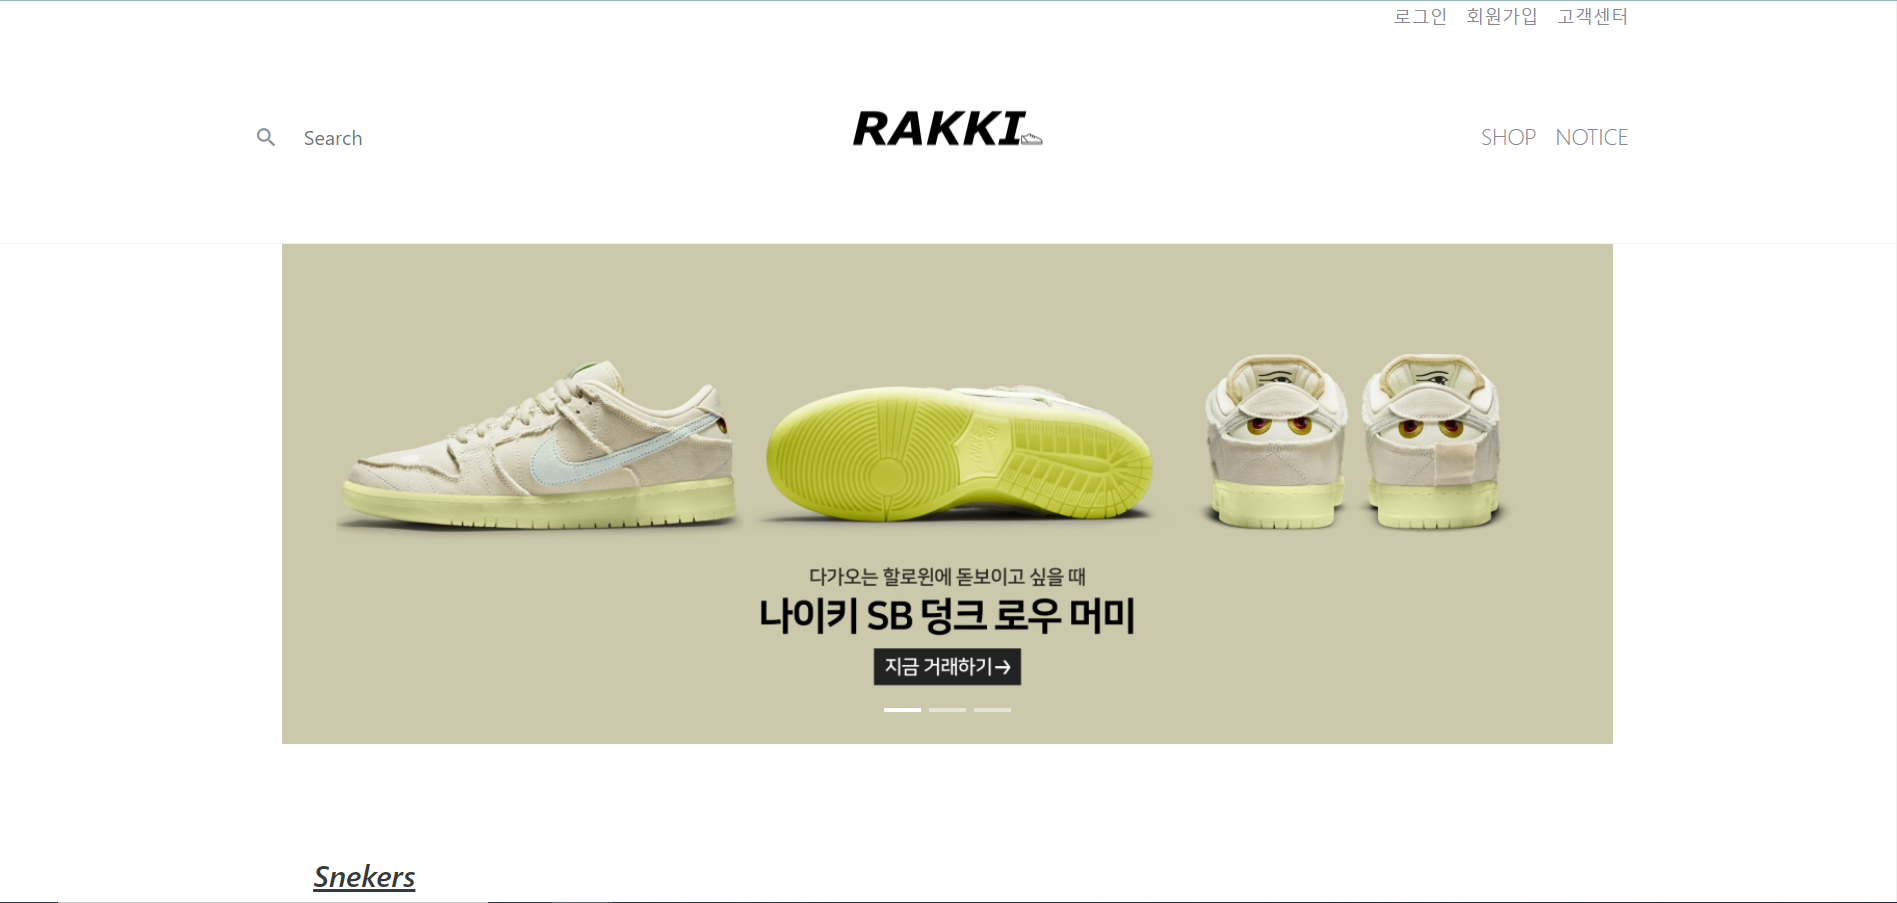 로그인 회원가입 고객센터
Search
RAKKI
SHOP NOTICE
다가오는 할로윈에 돋보이고 싶을 때
나이키 SB 덩크 로우 머미
지금 거래하기→
Snekers